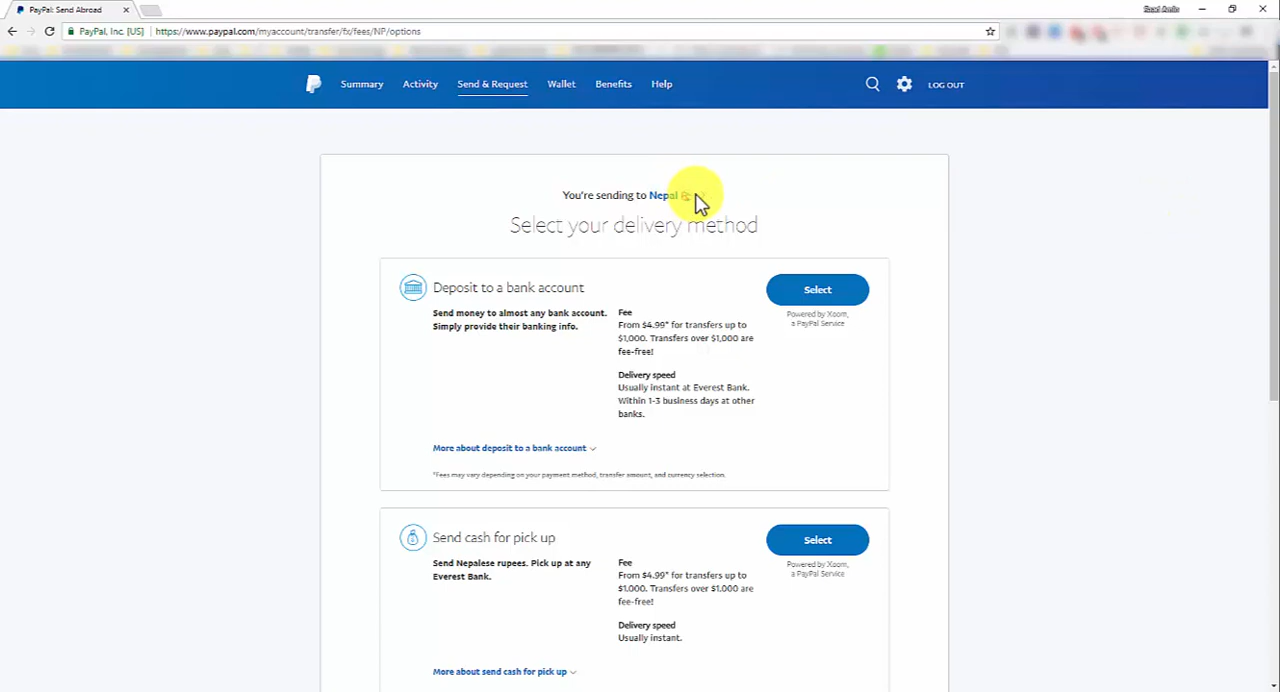 PayPal: Send Abroad
PayPal, Inc. [US] https://www.paypal.com/myaccount/transfer/fx/fees/NP/options
Summary Activity Send & Request Wallet Benefits Help LOG OUT
You're sending to Nepal
Select your delivery method
Deposit to a bank account
Select
Send money to almost any bank account.
Simply provide their banking info.
Fee
From $4.99* for transfers up to
$1,000. Transfers over $1,000 are
fee-free!
Powered by Xoom,
a PayPal Service
Delivery speed
Usually instant at Everest Bank.
Within 1-3 business days at other
banks.
More about deposit to a bank account
*Fees may vary depending on your payment method, transfer amount, and currency selection.
Send cash for pick up
Select
Send Nepalese rupees. Pick up at any
Everest Bank.
Fee
From $4.99* for transfers up to
$1,000. Transfers over $1,000 are
fee-free!
Powered by Xoom,
a PayPal Service
Delivery speed
Usually instant.
More about send cash for pick up